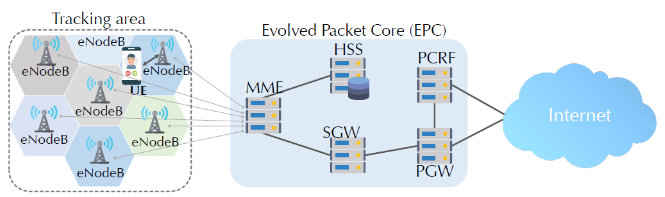 Tracking area
Evolved Packet Core (EPC)
eNodeB
eNodeB
eNodeB
UE
eNodeB
eNodeB
eNodeB
eNodeB
MME
HSS
PCRF
SGW
PGW
Internet